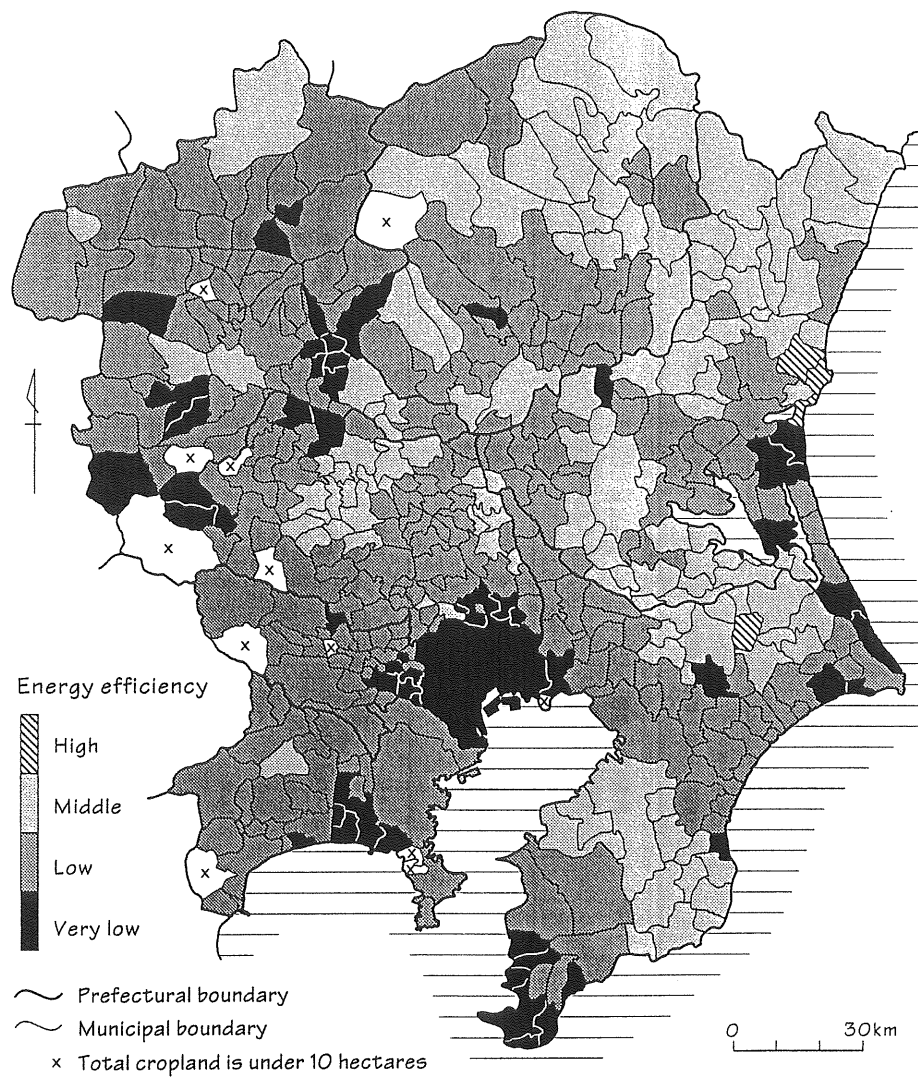 Energy efficiency
High
Middle
Low
Very low
Prefectural boundary
Municipal boundary
x Total cropland is under 10 hectares
0 30km